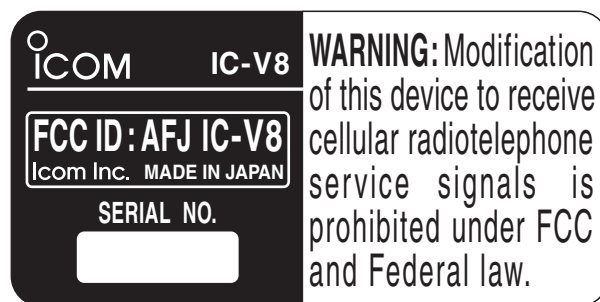 ICOM IC-V8
FCC ID : AFJ IC-V8
Icom Inc. MADE IN JAPAN
SERIAL NO.
WARNING: Modification
of this device to receive
cellular radiotelephone
service signals is
prohibited under FCC
and Federal law.